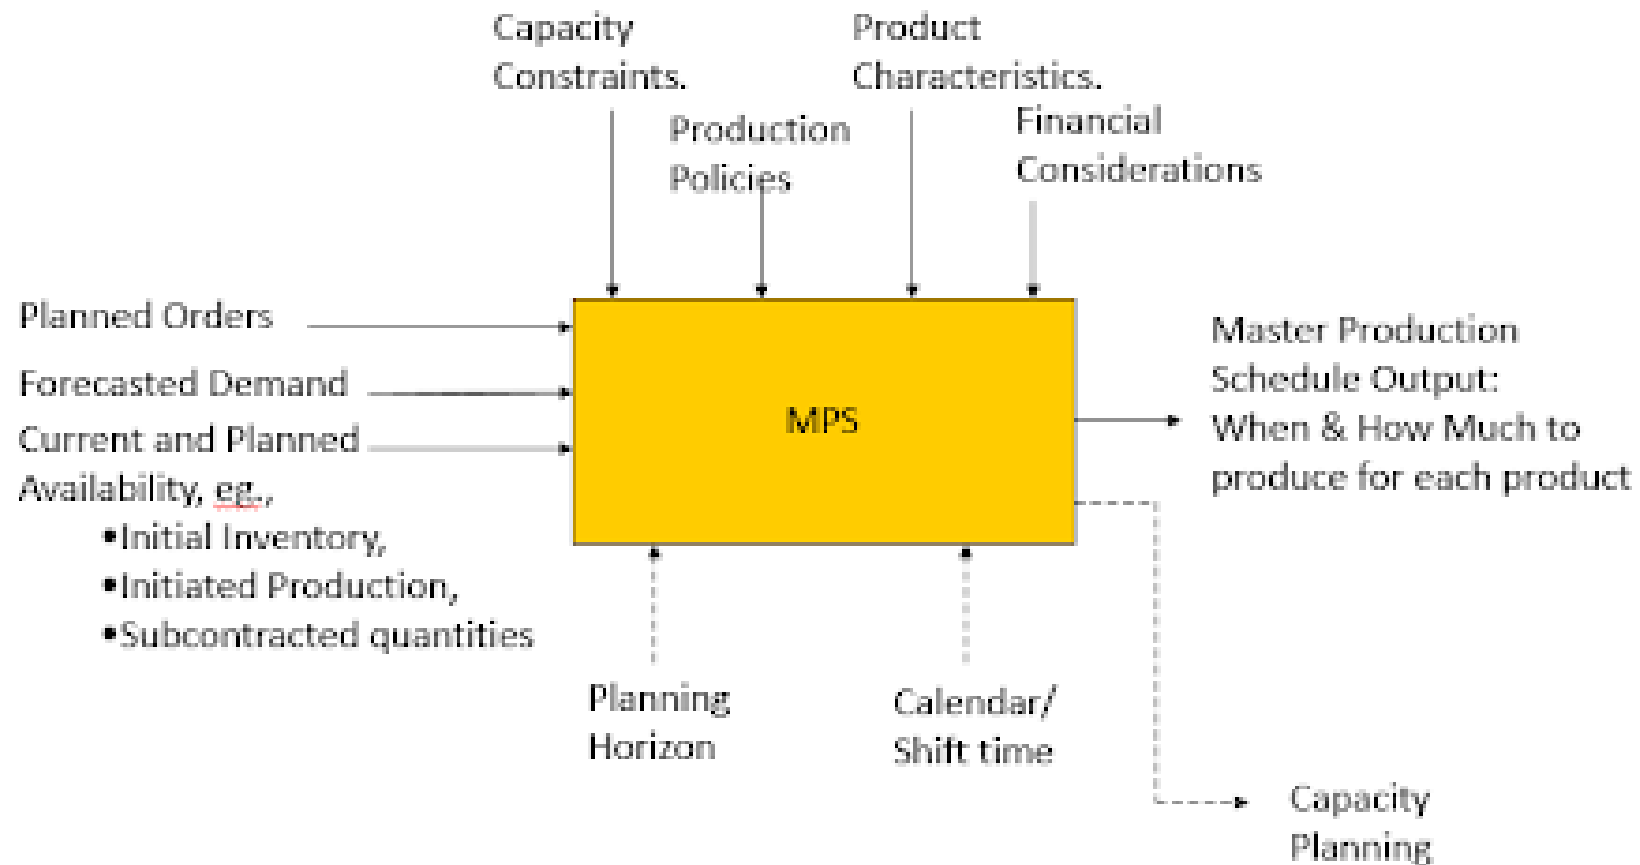 Capacity
Constraints.
Product
Characteristics.
Production
Policies
Financial
Considerations
Planned Orders
Forecasted Demand
Current and Planned
Availability, eg.,
•Initial Inventory,
•Initiated Production,
•Subcontracted quantities
MPS
Master Production
Schedule Output:
When & How Much to
produce for each product
Planning
Horizon
Calendar/
Shift time
Capacity
Planning